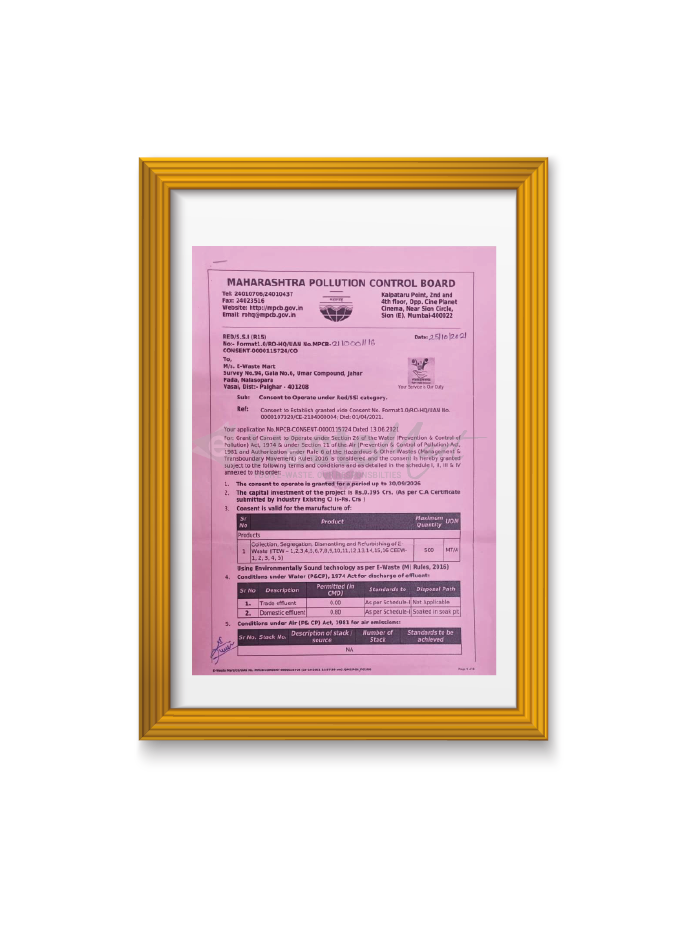 MAHARASHTRA POLLUTION CONTROL BOARD
Tel: 24010706/24010437
Fax: 24023516
Website: http://mpcb.gov.in
Email: rohq@mpcb.gov.in
Kalpataru Point, 2nd and
4th floor, Opp. Cine Planet
Cinema, Near Sion Circle,
Sion (E), Mumbai-400022
RED/S.S.I (R15)
No:- Format1.0/RO-HQ/UAN No.MPCB-
CONSENT-0000115724/CO
Date: 25/10/2021
To,
M/s. E-Waste Mart
Survey No.94, Gala No.6, Umar Compound, Jabar
Pada, Nalasopara
Vasai, Dist:- Palghar - 401208
Your Service is Our Duty
Sub: Consent to Operate under Red/SSI category.
Ref: Consent to Establish granted vide Consent No. Format1.0/RO-HQ/UAN No.
Dtd: 01/04/2021.
Your application No.MPCB-CONSENT-0000115724 Dated 13.06.2021
For: Grant of Consent to Operate under Section 26 of the Water (Prevention & Control of
Pollution) Act, 1974 & under Section 21 of the Air (Prevention & Control of Pollution) Act,
1981 and Authorization under Rule 6 of the Hazardous & Other Wastes (Management &
Transboundary Movement) Rules 2016 is considered and the consent is hereby granted
subject to the following terms and conditions and as detailed in the schedule I, II, III & IV
annexed to this order:
1. The consent to operate is granted for a period up to 30/09/2026
2. The capital investment of the project is Rs.0.195 Crs. (As per C.A Certificate
submitted by industry Existing CI is-Rs. Crs )
3. Consent is valid for the manufacture of:
Sr No Product Maximum Quantity UOM
Products
1 Collection, Segregation, Dismantling and Refurbishing of E-
Waste (ITEW – 1,2,3,4,5,6,7,8,9,10,11,12,13,14,15,16 CEEW-
1, 2, 3, 4, 5) 500 MT/A
Using Environmentally Sound technology as per E-Waste (M) Rules, 2016)
4. Conditions under Water (P&CP), 1974 Act for discharge of effluent:
Sr No Description Permitted (in CMD) Standards to Disposal Path
1. Trade effluent 0.00 As per Schedule-I Not Applicable
2. Domestic effluent 0.80 As per Schedule-I Soaked in soak pit
5. Conditions under Air (P& CP) Act, 1981 for air emissions:
Sr No. Stack No. Description of stack / source Number of Stack Standards to be achieved
NA